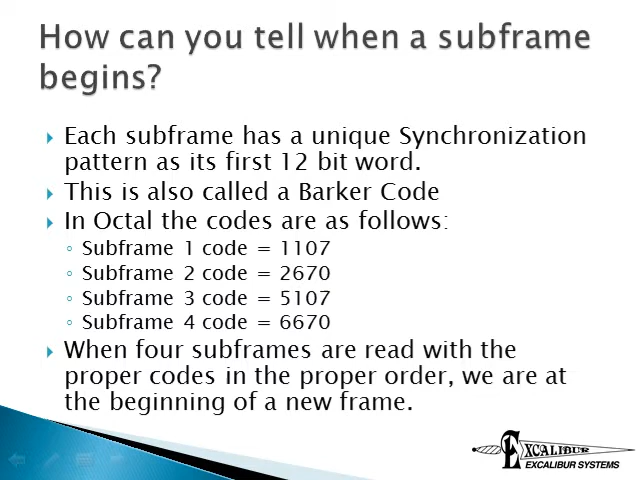 How can you tell when a subframe
begins?
Each subframe has a unique Synchronization
pattern as its first 12 bit word.
This is also called a Barker Code
In Octal the codes are as follows:
Subframe 1 code = 1107
Subframe 2 code = 2670
Subframe 3 code = 5107
Subframe 4 code = 6670
When four subframes are read with the
proper codes in the proper order, we are at
the beginning of a new frame.
EXCALIBUR
EXCALIBUR SYSTEMS